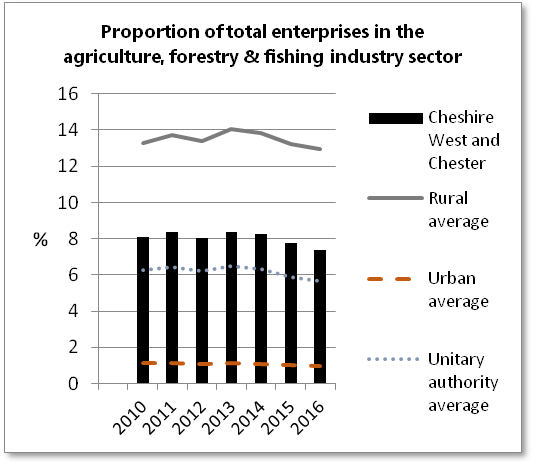 Proportion of total enterprises in the
agriculture, forestry & fishing industry sector
16
14
12
10
8
6
4
2
0
%
2010
2011
2012
2013
2014
2015
2016
Cheshire
West and
Chester
Rural
average
Urban
average
Unitary
authority
average